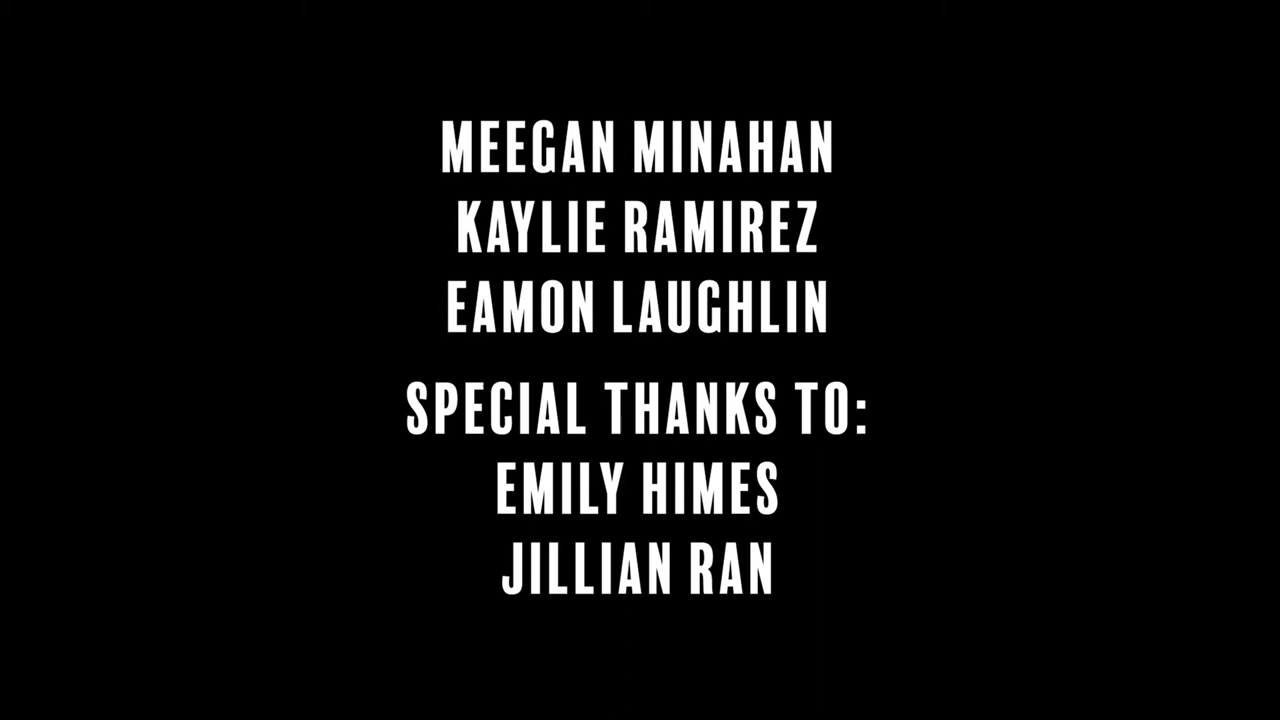 MEEGAN MINAHAN
KAYLIE RAMIREZ
EAMON LAUGHLIN
SPECIAL THANKS TO:
EMILY HIMES
JILLIAN RAN